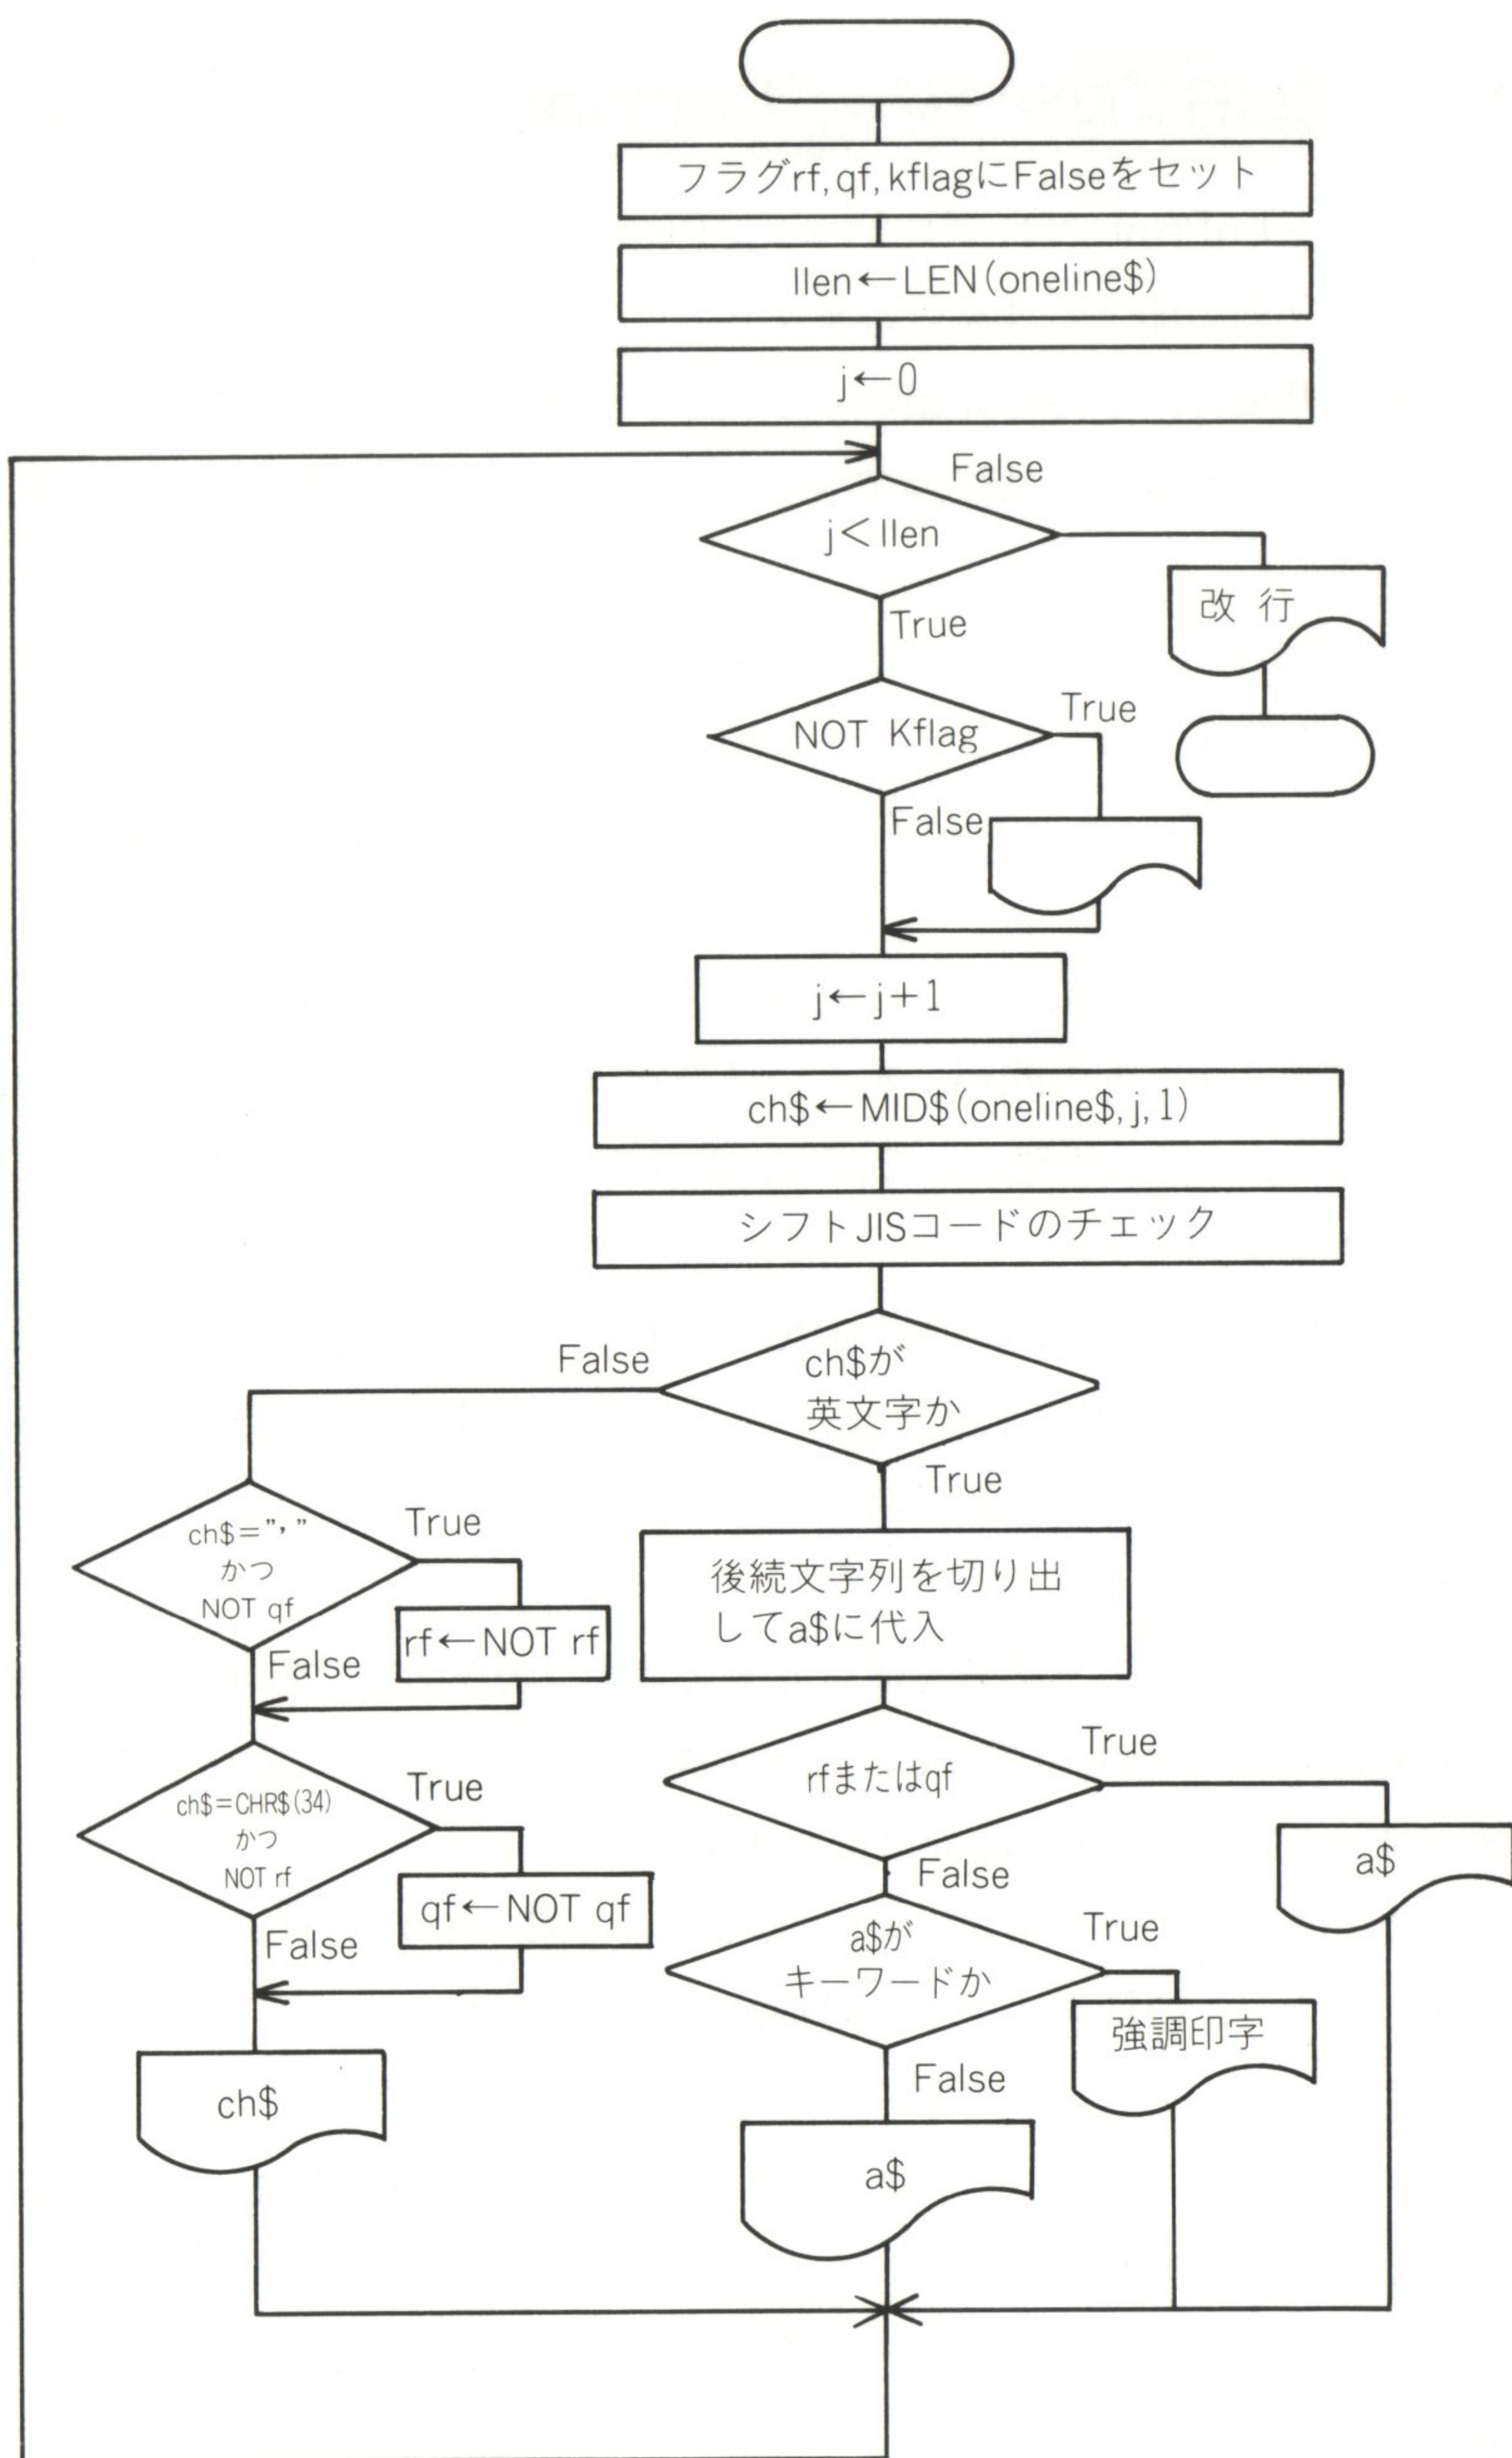 フラグrf,qf,kflagにFalseをセット
llen←LEN(oneline$)
j←0
False
j<llen
改 行
True
NOT Kflag
True
False
j←j+1
ch$←MID$(oneline$,j,1)
シフトJISコードのチェック
False
ch$が
英文字か
True
ch$=”’”
かつ
NOT qf
True
rf←NOT rf
False
後続文字列を切り出
してa$に代入
rfまたはqf
True
a$
False
ch$=CHR$(34)
かつ
NOT rf
True
qf←NOT qf
False
a$が
キーワードか
True
強調印字
False
ch$
a$